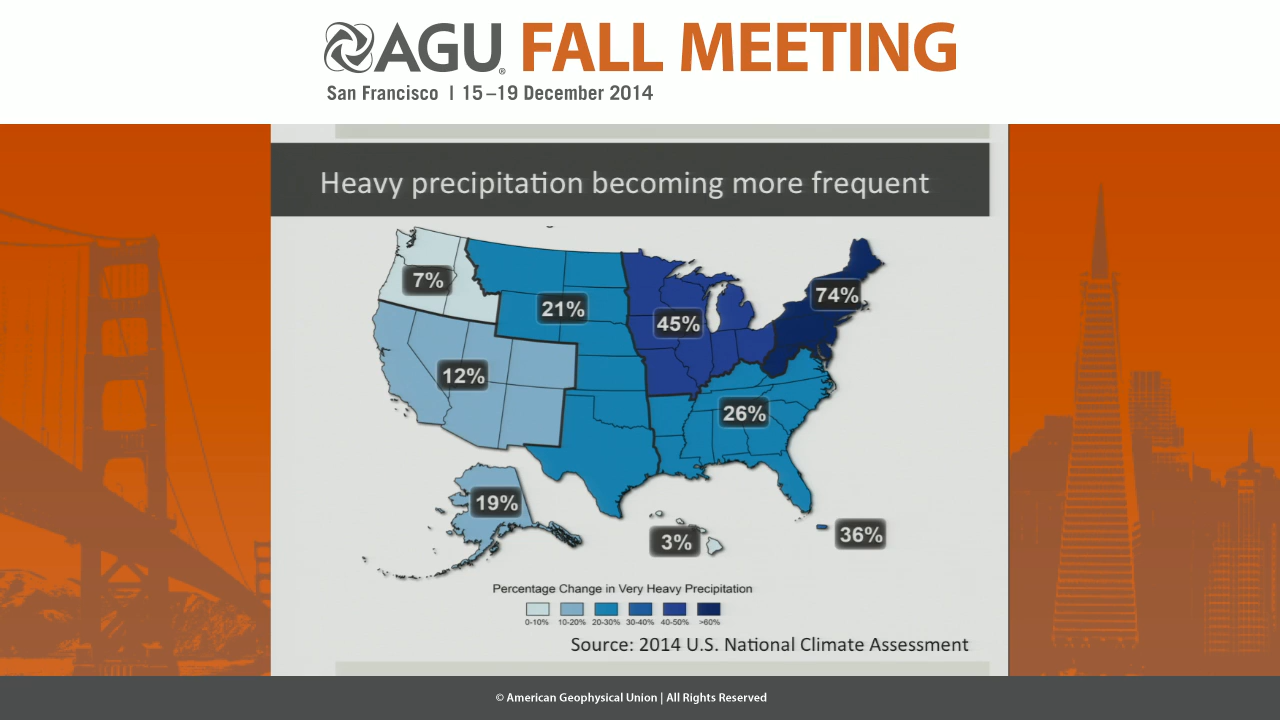 AGU® FALL MEETING
San Francisco | 15–19 December 2014
Heavy precipitation becoming more frequent
7%
21%
45%
74%
12%
26%
19%
3%
36%
Percentage Change in Very Heavy Precipitation
0-10% 10-20% 20-30% 30-40% 40-50% >60%
Source: 2014 U.S. National Climate Assessment
© American Geophysical Union | All Rights Reserved